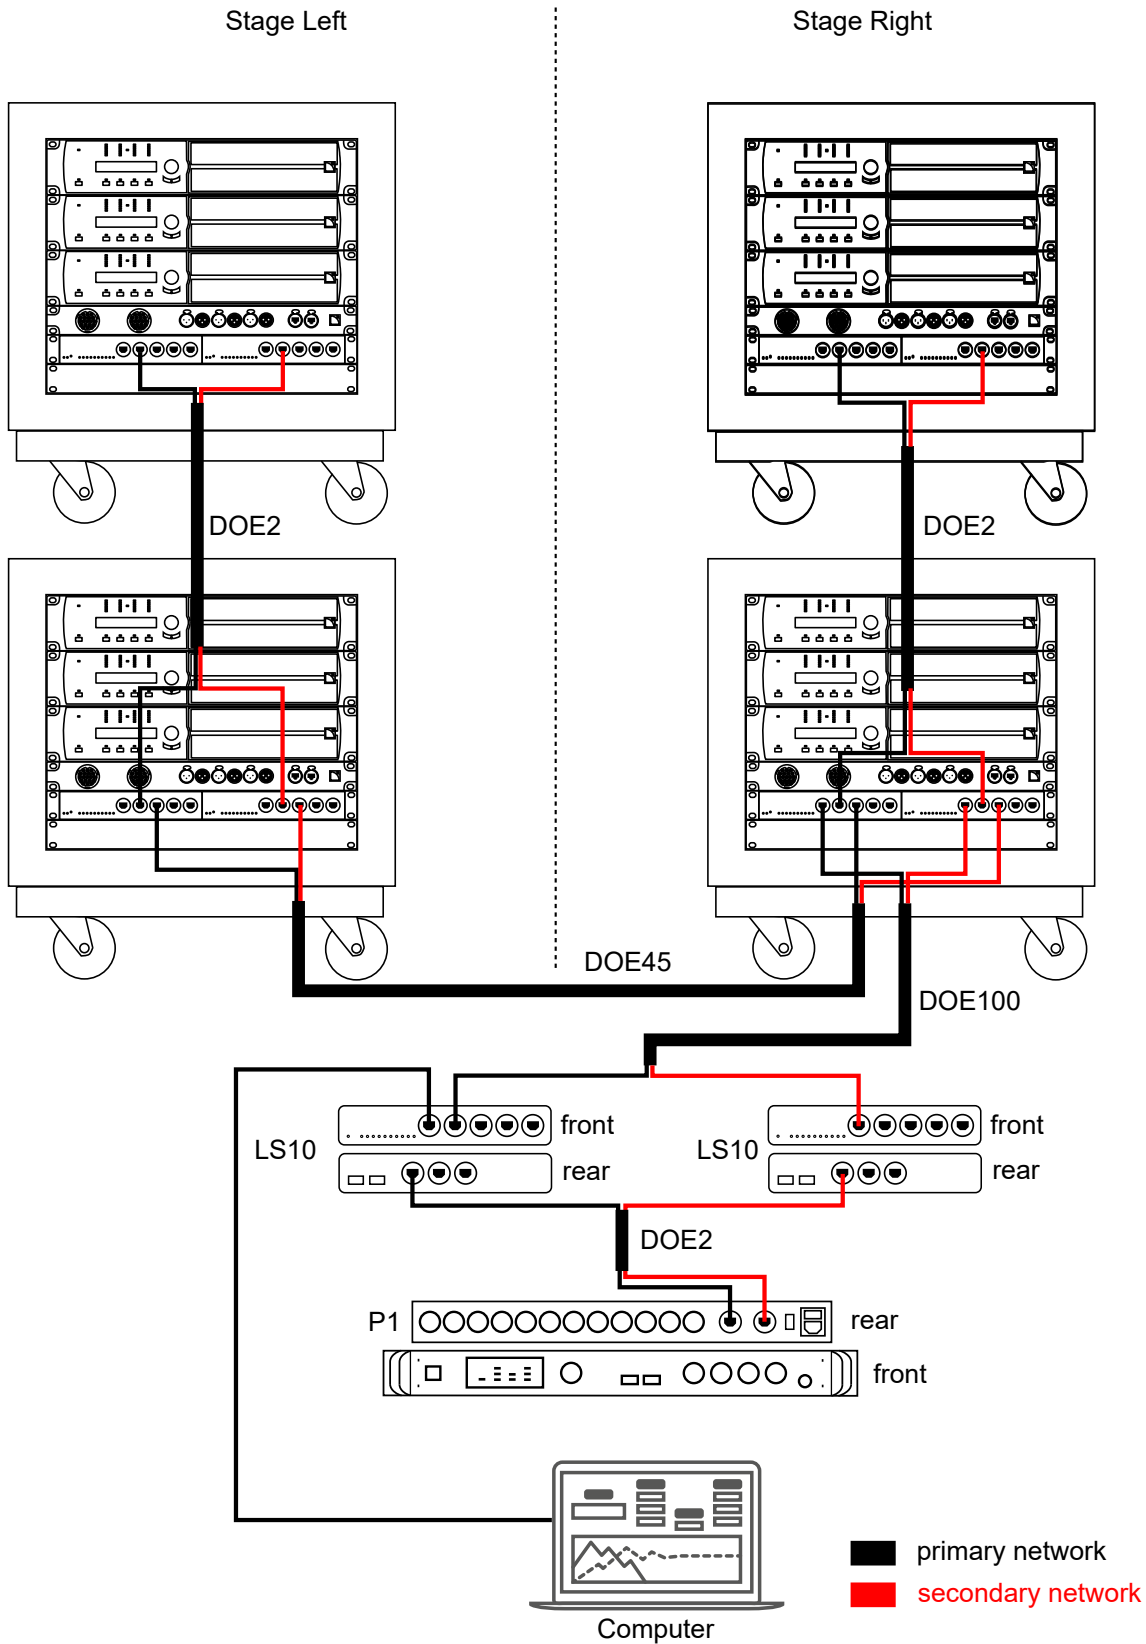 Stage Left
Stage Right
DOE2
DOE2
DOE45
DOE100
front
front
LS10
LS10
rear
rear
DOE2
P1
rear
front
primary network
secondary network
Computer